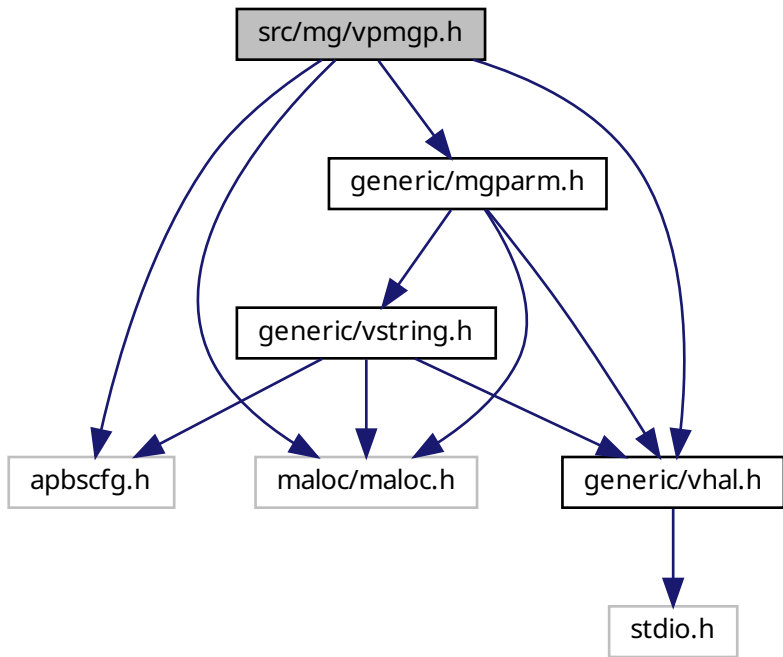 src/mg/vpmgp.h
generic/mgparm.h
generic/vstring.h
apbscfg.h
maloc/maloc.h
generic/vhal.h
stdio.h